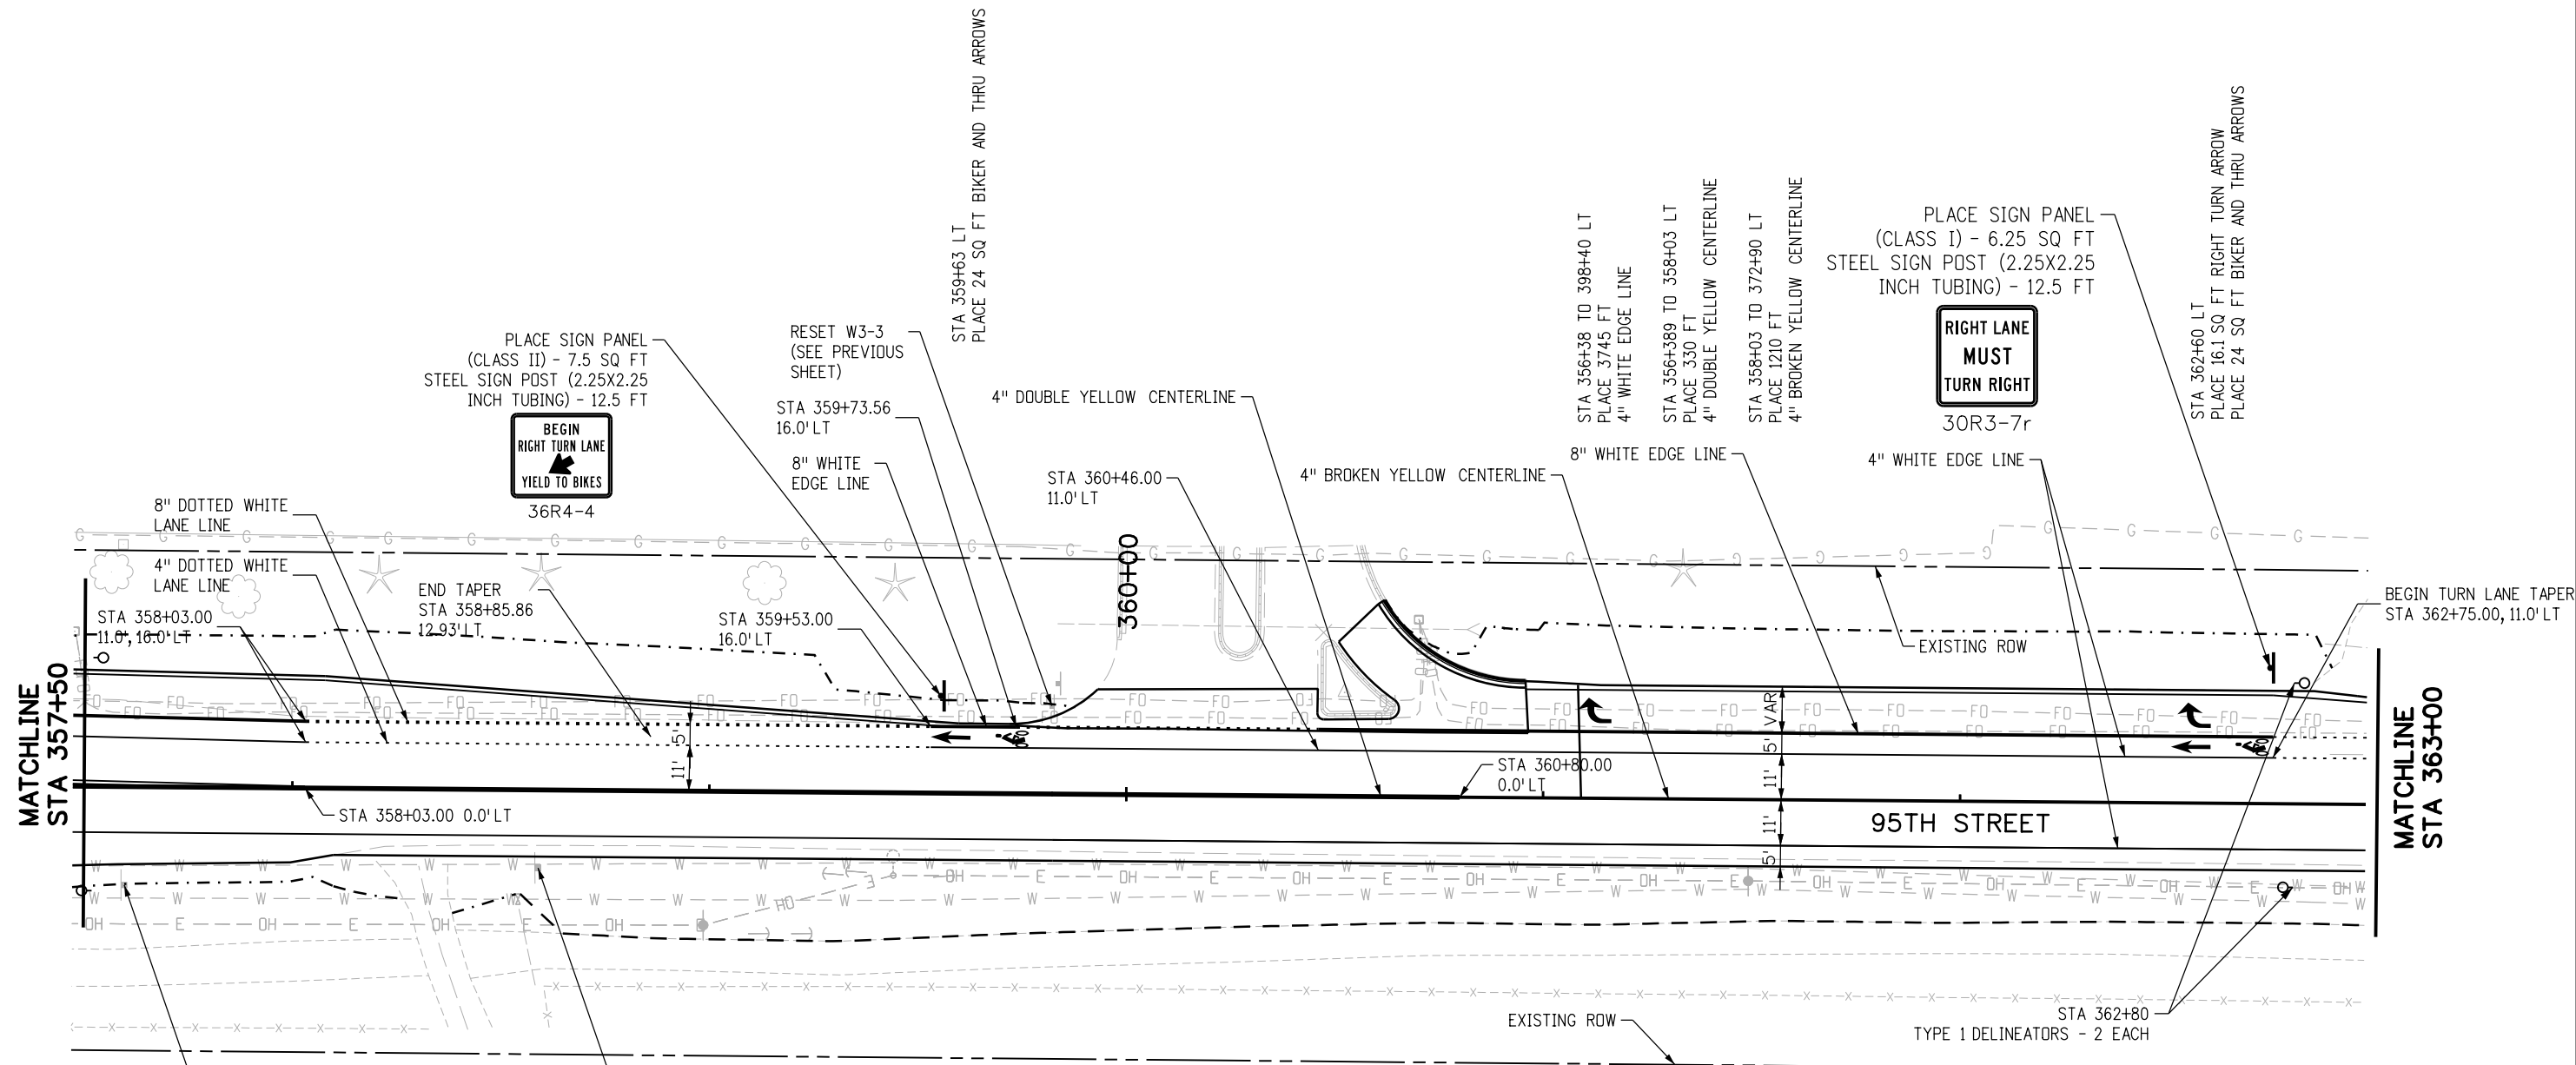 STA 359+63 LT
PLACE 24 SQ FT BIKER AND THRU ARROWS
PLACE SIGN PANEL
(CLASS II) - 7.5 SQ FT
STEEL SIGN POST (2.25X2.25
INCH TUBING) - 12.5 FT
BEGIN
RIGHT TURN LANE
YIELD TO BIKES
36R4-4
RESET W3-3
(SEE PREVIOUS
SHEET)
STA 359+73.56
16.0' LT
8" WHITE
EDGE LINE
4" DOUBLE YELLOW CENTERLINE
STA 360+46.00
11.0' LT
4" BROKEN YELLOW CENTERLINE
STA 356+38 TO 398+40 LT
PLACE 3745 FT
4" WHITE EDGE LINE
STA 356+389 TO 358+03 LT
PLACE 330 FT
4" DOUBLE YELLOW CENTERLINE
STA 358+03 TO 372+90 LT
PLACE 1210 FT
4" BROKEN YELLOW CENTERLINE
8" WHITE EDGE LINE
PLACE SIGN PANEL
(CLASS I) - 6.25 SQ FT
STEEL SIGN POST (2.25X2.25
INCH TUBING) - 12.5 FT
RIGHT LANE
MUST
TURN RIGHT
30R3-7r
4" WHITE EDGE LINE
STA 362+60 LT
PLACE 16.1 SQ FT RIGHT TURN ARROW
PLACE 24 SQ FT BIKER AND THRU ARROWS
8" DOTTED WHITE
LANE LINE
4" DOTTED WHITE
LANE LINE
STA 358+03.00
11.0', 16.0' LT
END TAPER
STA 358+85.86
12.93' LT
STA 359+53.00
16.0' LT
360+00
EXISTING ROW
BEGIN TURN LANE TAPER
STA 362+75.00, 11.0' LT
MATCHLINE
STA 357+50
5'
11'
STA 358+03.00 0.0' LT
STA 360+80.00
0.0' LT
VAR
5'
11'
11'
5'
95TH STREET
MATCHLINE
STA 363+00
EXISTING ROW
STA 362+80
TYPE 1 DELINEATORS - 2 EACH